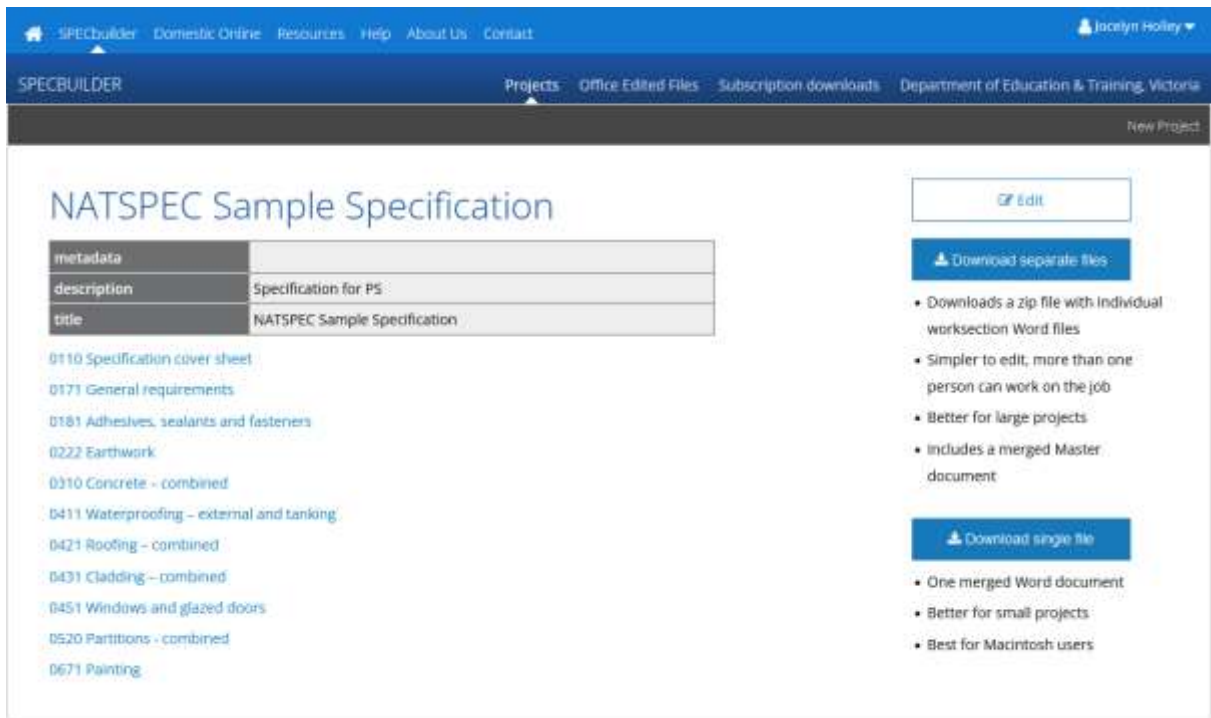 SPECbuilder Domestic Online Resources Help About Us Contact Jocelyn Holley
SPECBUILDER Projects Office Edited Files Subscription downloads Department of Education & Training, Victoria
New Project
NATSPEC Sample Specification
metadata
description Specification for PS
title NATSPEC Sample Specification
0110 Specification cover sheet
0171 General requirements
0181 Adhesives, sealants and fasteners
0222 Earthwork
0310 Concrete – combined
0411 Waterproofing – external and tanking
0421 Roofing – combined
0431 Cladding – combined
0451 Windows and glazed doors
0520 Partitions - combined
0671 Painting
Edit
Download separate files
• Downloads a zip file with individual
worksection Word files
• Simpler to edit, more than one
person can work on the job
• Better for large projects
• Includes a merged Master
document
Download single file
• One merged Word document
• Better for small projects
• Best for Macintosh users